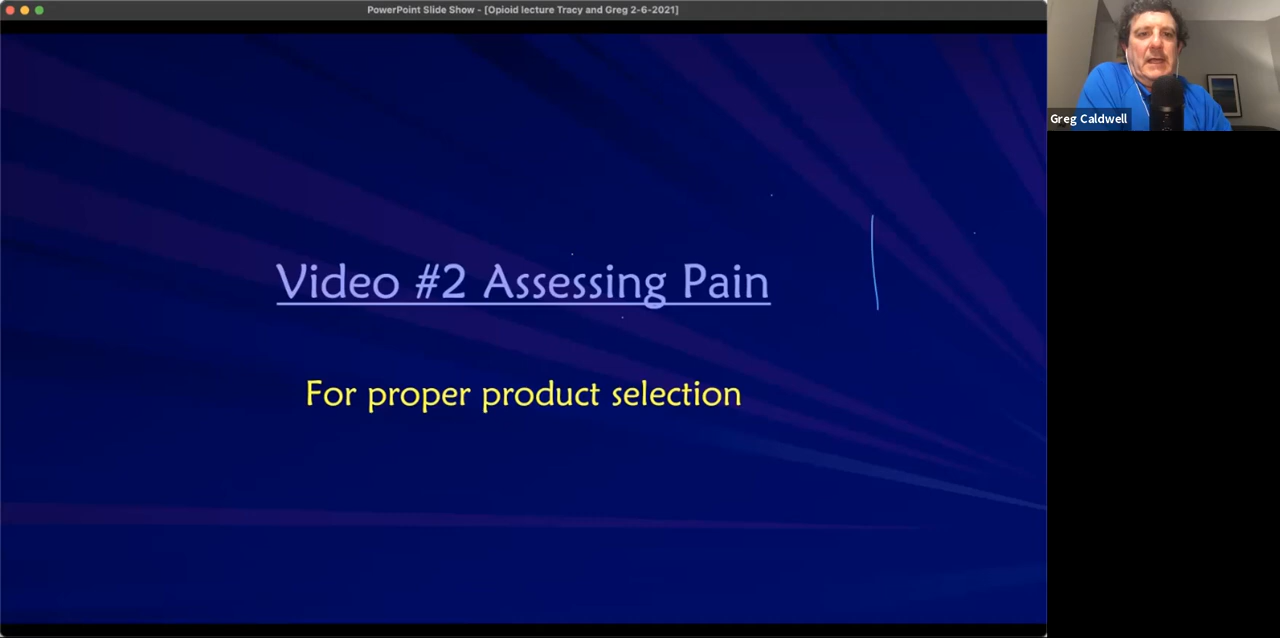 PowerPoint Slide Show - [Opioid lecture Tracy and Greg 2-6-2021]
Video #2 Assessing Pain
For proper product selection
Greg Caldwell